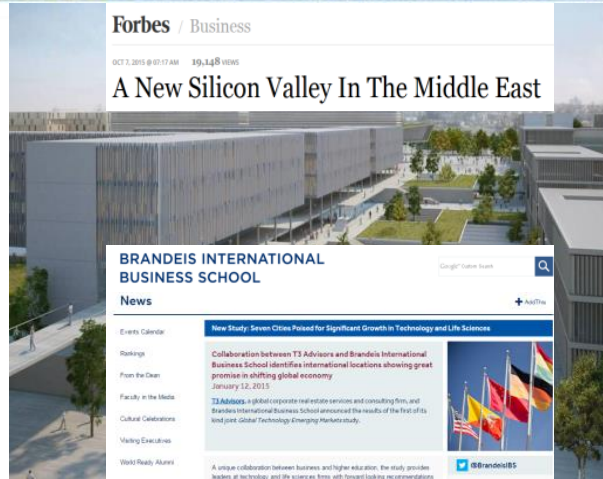 Forbes / Business
OCT 7, 2015 @ 07:17 AM 19,148 VIEWS
A New Silicon Valley In The Middle East
BRANDEIS INTERNATIONAL
BUSINESS SCHOOL
Google™ Custom Search
News
AddThis
Events Calendar
Rankings
From the Dean
Faculty in the Media
Cultural Celebrations
Visiting Executives
World Ready Alumni
New Study: Seven Cities Poised for Significant Growth in Technology and Life Sciences
Collaboration between T3 Advisors and Brandeis International
Business School identifies international locations showing great
promise in shifting global economy
January 12, 2015
T3 Advisors, a global corporate real estate services and consulting firm, and
Brandeis International Business School announced the results of the first of its
kind joint Global Technology Emerging Markets study.
A unique collaboration between business and higher education, the study provides
leaders at technology and life sciences firms with forward looking recommendations
@BrandeisIBS